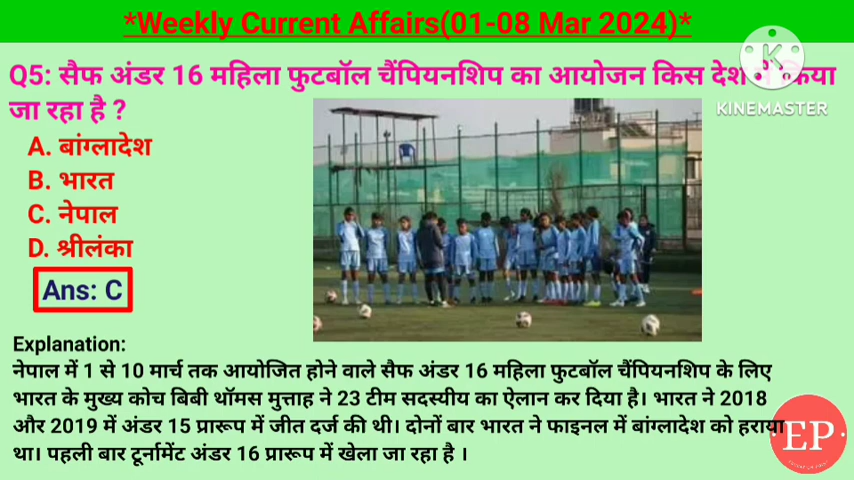 *Weekly Current Affairs(01-08 Mar 2024)*
Q5: सैफ अंडर 16 महिला फुटबॉल चैंपियनशिप का आयोजन किस देश में किया
जा रहा है ?
KINEMASTER
A. बांग्लादेश
B. भारत
C. नेपाल
D. श्रीलंका
Ans: C
Explanation:
नेपाल में 1 से 10 मार्च तक आयोजित होने वाले सैफ अंडर 16 महिला फुटबॉल चैंपियनशिप के लिए
भारत के मुख्य कोच बिबी थॉमस मुत्ताह ने 23 टीम सदस्यीय का ऐलान कर दिया है। भारत ने 2018
और 2019 में अंडर 15 प्रारूप में जीत दर्ज की थी। दोनों बार भारत ने फाइनल में बांग्लादेश को हराया
था। पहली बार टूर्नामेंट अंडर 16 प्रारूप में खेला जा रहा है ।
EP